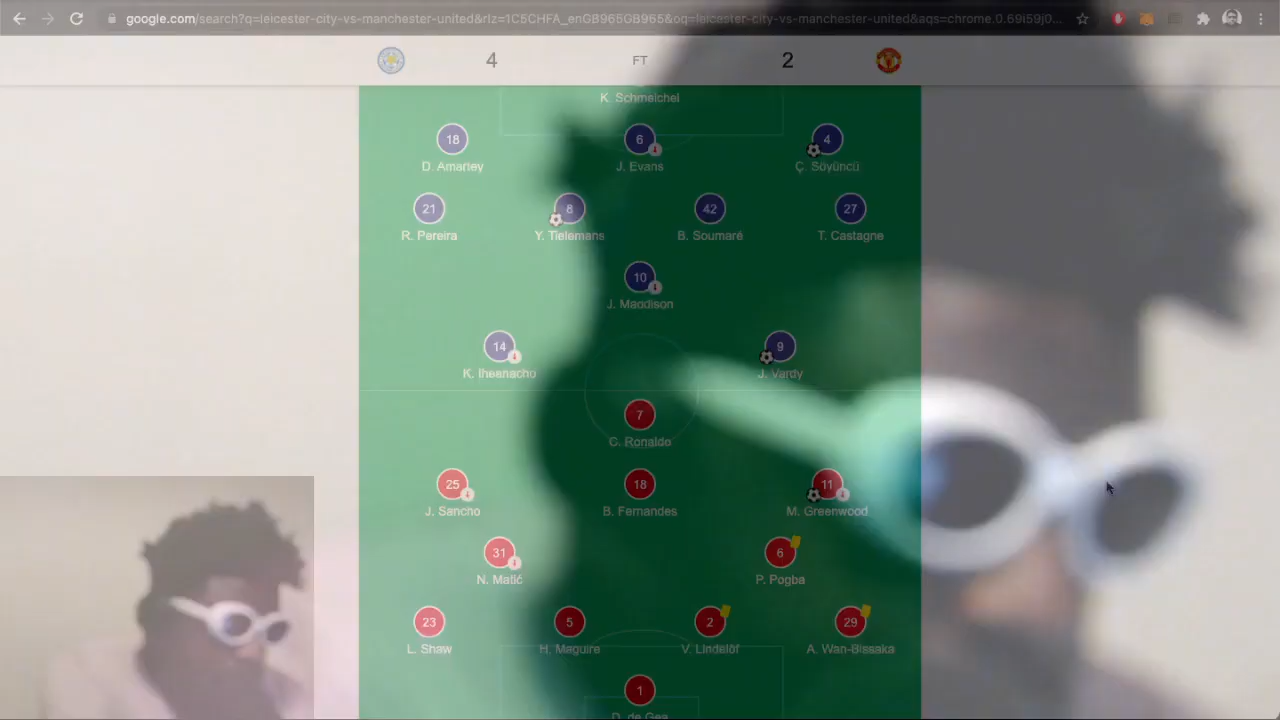 google.com/search?q=leicester-city-vs-manchester-united&rlz=1C5CHFA_enGB965GB965&oq=leicester-city-vs-manchester-united&aqs=chrome.0.69i59j0...
4 FT 2
K. Schmeichel
18 6 4
D. Amartey J. Evans Ç. Söyüncü
21 8 42 27
R. Pereira Y. Tielemans B. Soumaré T. Castagne
10
J. Maddison
14 9
K. Iheanacho J. Vardy
7
C. Ronaldo
25 18 11
J. Sancho B. Fernandes M. Greenwood
31 6
N. Matić P. Pogba
23 5 2 29
L. Shaw H. Maguire V. Lindelöf A. Wan-Bissaka
1
D. de Gea